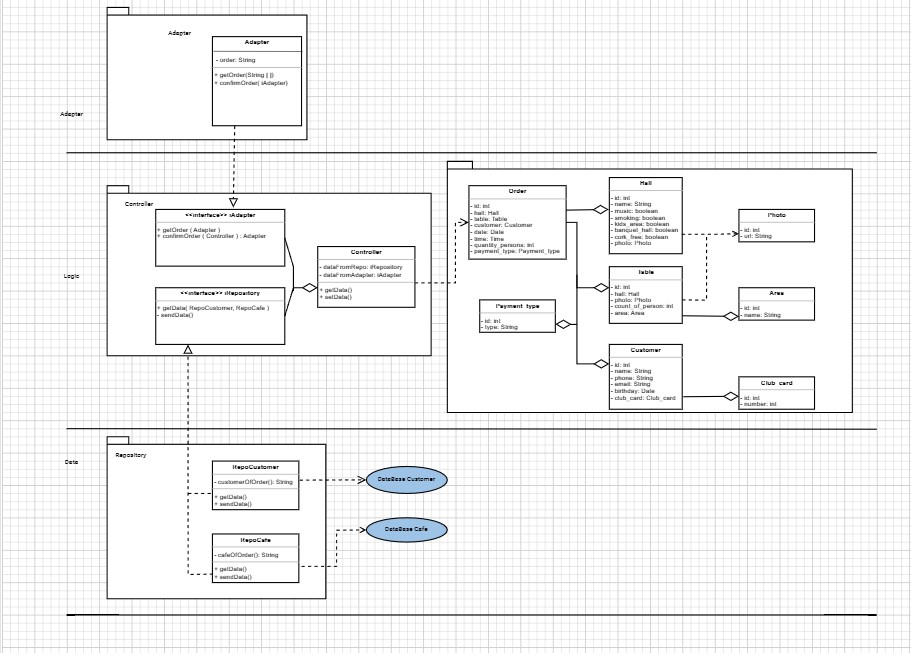 Adapter
Adapter
- order: String
+ getOrder(String [ ])
+ confirmOrder( iAdapter)
Adapter
Controller
<<interface>> iAdapter
+ getOrder ( Adapter )
+ confirmOrder ( Controller ) : Adapter
Controller
- dataFromRepo: iRepository
- dataFromAdapter: iAdapter
+ getData()
+ setData()
Logic
<<interface>> iRepository
+ getData( RepoCustomer, RepoCafe )
- sendData()
Order
- id: int
- hall: Hall
- table: Table
- customer: Customer
- date: Date
- time: Time
- quantity_persons: int
- payment_type: Payment_type
Hall
- id: int
- name: String
- music: boolean
- smoking: boolean
- kids_area: boolean
- banquet_hall: boolean
- cork_free: boolean
- photo: Photo
Photo
- id: int
- url: String
Table
- id: int
- hall: Hall
- photo: Photo
- count_of_person: int
- area: Area
Area
- id: int
- name: String
Payment_type
- id: int
- type: String
Customer
- id: int
- name: String
- phone: String
- email: String
- birthday: Date
- club_card: Club_card
Club_card
- id: int
- number: int
Data
Repository
RepoCustomer
- customerOfOrder(): String
+ getData()
+ sendData()
DataBase Customer
RepoCafe
- cafeOfOrder(): String
+ getData()
+ sendData()
DataBase Cafe